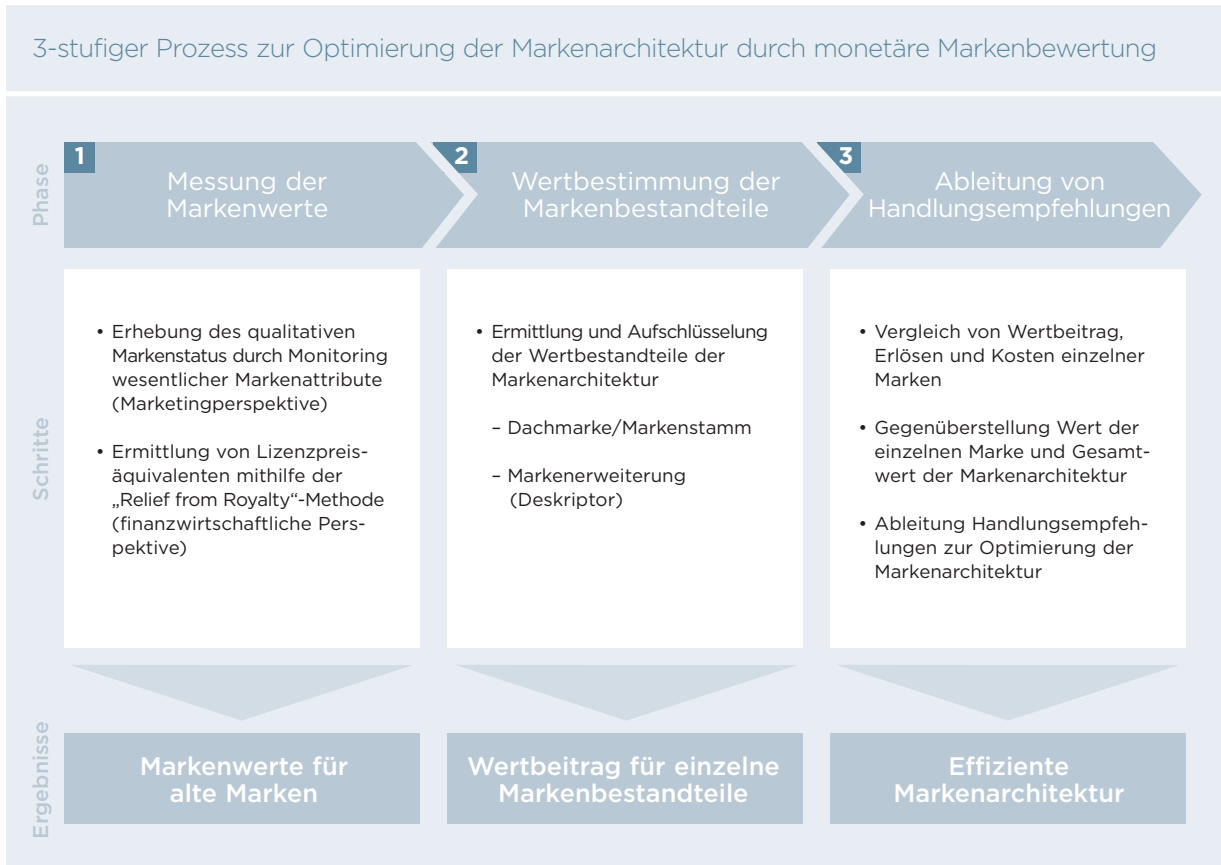 3-stufiger Prozess zur Optimierung der Markenarchitektur durch monetäre Markenbewertung
Phase
1
Messung der
Markenwerte
2
Wertbestimmung der
Markenbestandteile
3
Ableitung von
Handlungsempfehlungen
Schritte
• Erhebung des qualitativen
Markenstatus durch Monitoring
wesentlicher Markenattribute
(Marketingperspektive)
• Ermittlung von Lizenzpreis-
äquivalenten mithilfe der
„Relief from Royalty“-Methode
(finanzwirtschaftliche Pers-
pektive)
• Ermittlung und Aufschlüsselung
der Wertbestandteile der
Markenarchitektur
– Dachmarke/Markenstamm
– Markenerweiterung
(Deskriptor)
• Vergleich von Wertbeitrag,
Erlösen und Kosten einzelner
Marken
• Gegenüberstellung Wert der
einzelnen Marke und Gesamt-
wert der Markenarchitektur
• Ableitung Handlungsempfeh-
lungen zur Optimierung der
Markenarchitektur
Ergebnisse
Markenwerte für
alte Marken
Wertbeitrag für einzelne
Markenbestandteile
Effiziente
Markenarchitektur